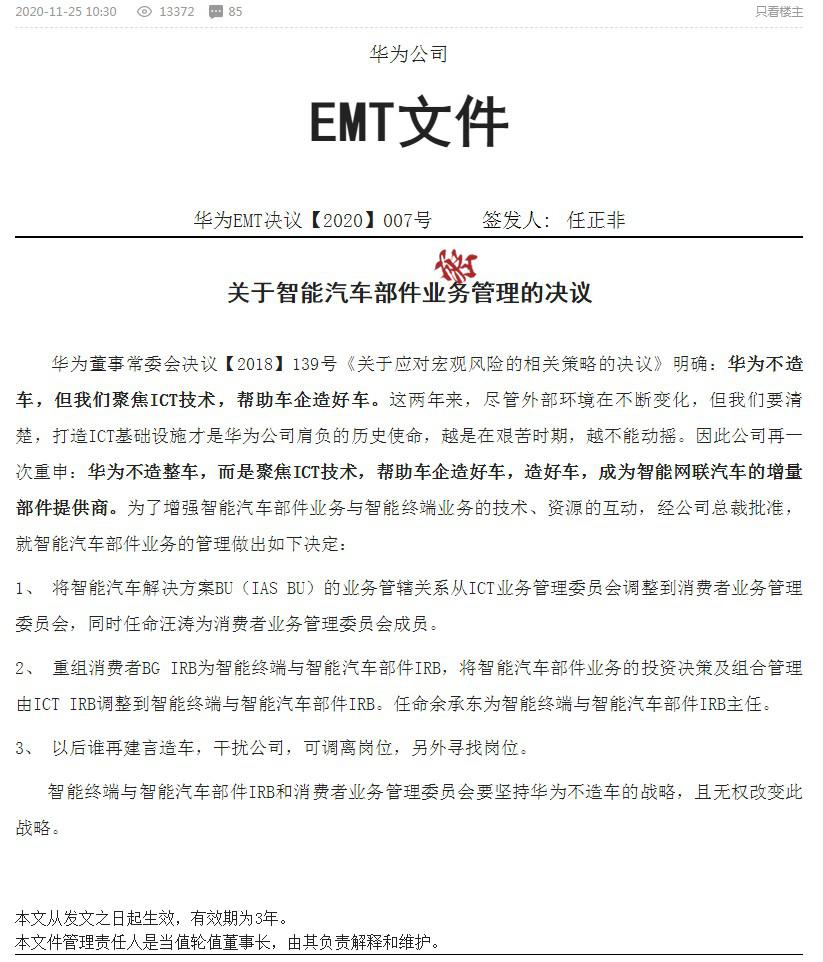 2020-11-25 10:30 13372 85 只看楼主
华为公司
EMT文件
华为EMT决议【2020】007号 签发人: 任正非
关于智能汽车部件业务管理的决议
华为董事常委会决议【2018】139号《关于应对宏观风险的相关策略的决议》明确: 华为不造
车，但我们聚焦ICT技术，帮助车企造好车。这两年来，尽管外部环境在不断变化，但我们要清
楚，打造ICT基础设施才是华为公司肩负的历史使命，越是在艰苦时期，越不能动摇。因此公司再一
次重申: 华为不造整车，而是聚焦ICT技术，帮助车企造好车，造好车，成为智能网联汽车的增量
部件提供商。为了增强智能汽车部件业务与智能终端业务的技术、资源的互动，经公司总裁批准，
就智能汽车部件业务的管理做出如下决定:
1、 将智能汽车解决方案BU（IAS BU）的业务管辖关系从ICT业务管理委员会调整到消费者业务管理
委员会，同时任命汪涛为消费者业务管理委员会成员。
2、 重组消费者BG IRB为智能终端与智能汽车部件IRB，将智能汽车部件业务的投资决策及组合管理
由ICT IRB调整到智能终端与智能汽车部件IRB。任命余承东为智能终端与智能汽车部件IRB主任。
3、 以后谁再建言造车，干扰公司，可调离岗位，另外寻找岗位。
智能终端与智能汽车部件IRB和消费者业务管理委员会要坚持华为不造车的战略，且无权改变此
战略。
本文从发文之日起生效，有效期为3年。
本文件管理责任人是当值轮值董事长，由其负责解释和维护。